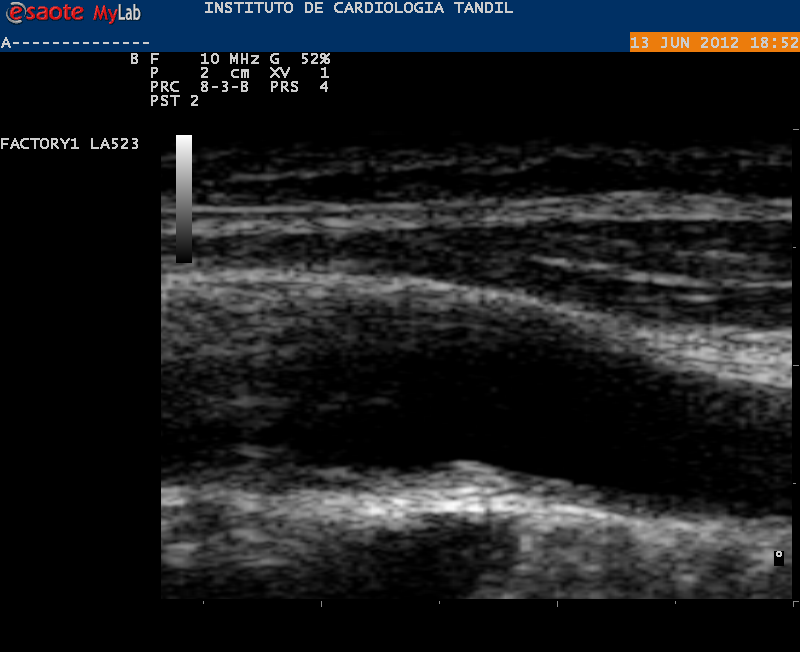 esaote MyLab
INSTITUTO DE CARDIOLOGIA TANDIL
A--------------
13 JUN 2012 18:52
B F 10 MHz G 52%
P 2 cm XV 1
PRC 8-3-B PRS 4
PST 2
FACTORY1 LA523